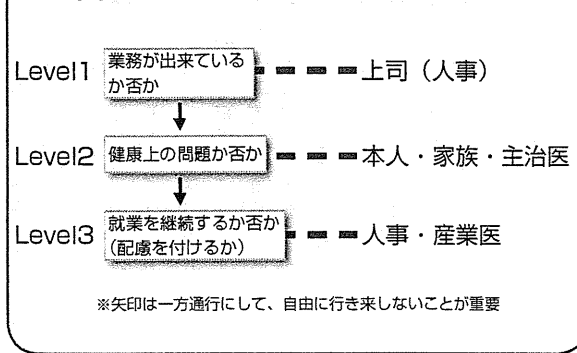 Level1 業務が出来ている
か否か 上司（人事）
Level2 健康上の問題か否か 本人・家族・主治医
Level3 就業を継続するか否か
（配慮を付けるか） 人事・産業医
※矢印は一方通行にして、自由に行き来しないことが重要